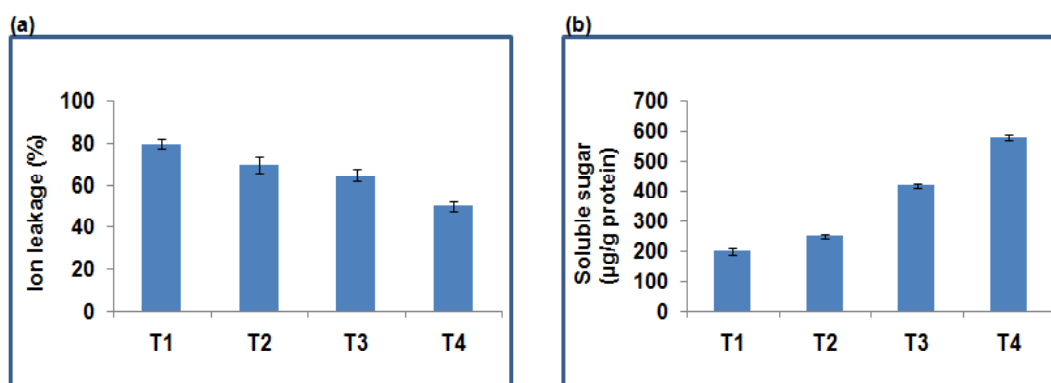 (a)
Ion leakage (%)
100
80
60
40
20
0
T1 T2 T3 T4
(b)
Soluble sugar
(µg/g protein)
700
600
500
400
300
200
100
0
T1 T2 T3 T4